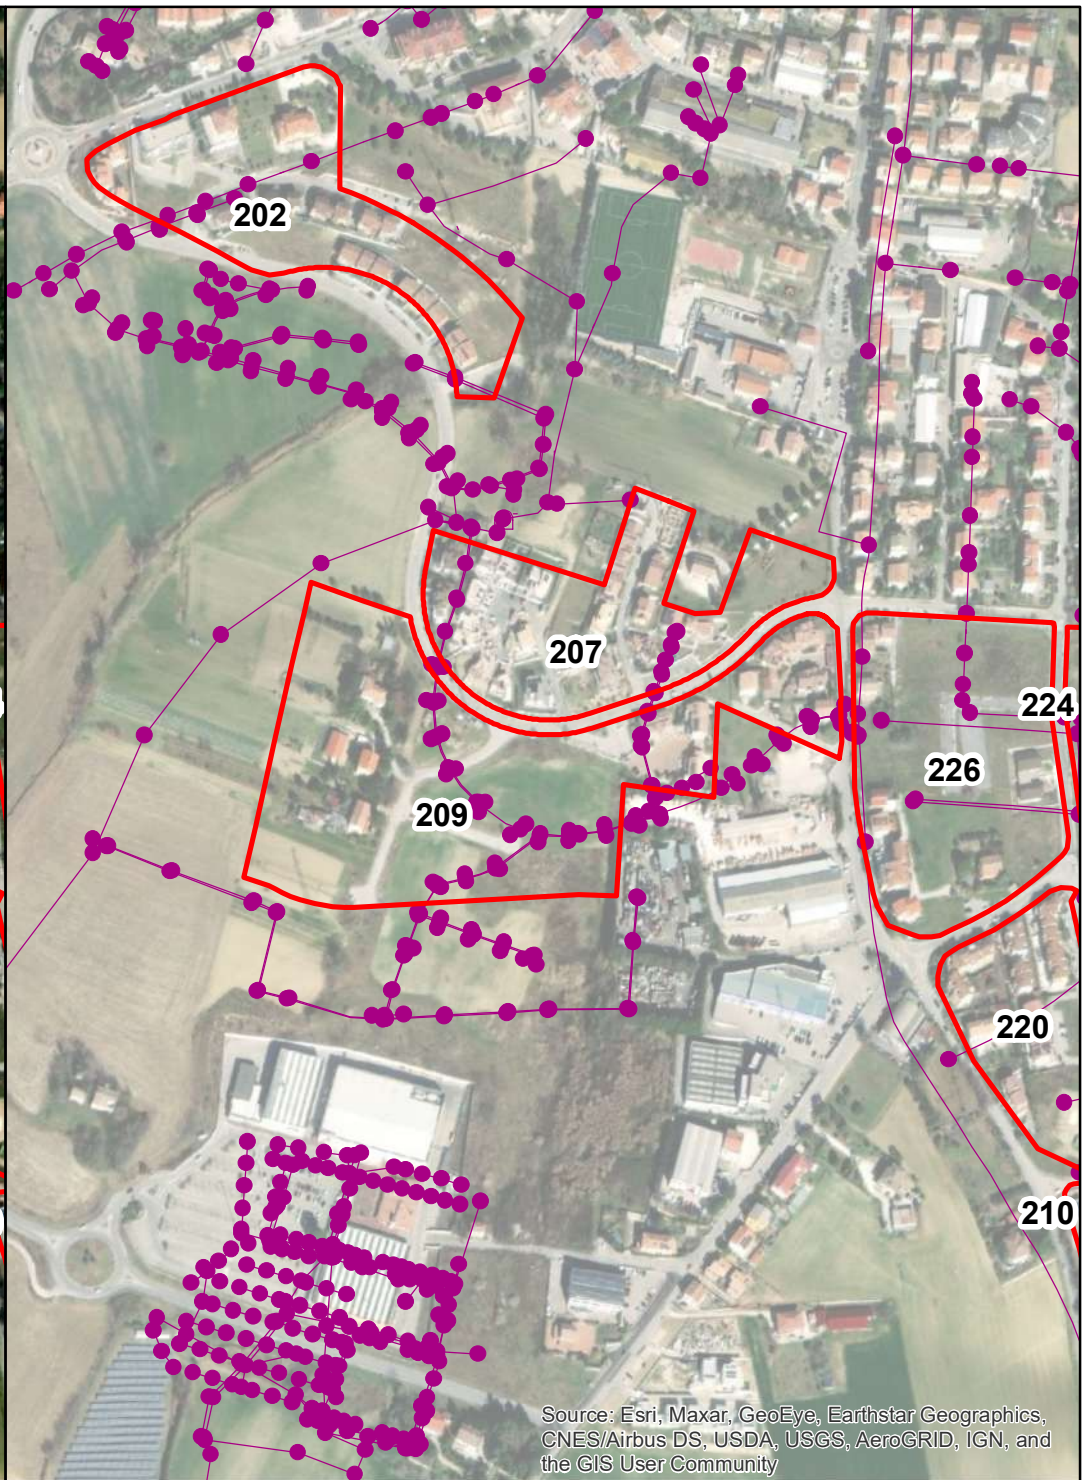 202
207
224
226
209
220
210
Source: Esri, Maxar, GeoEye, Earthstar Geographics,
CNES/Airbus DS, USDA, USGS, AeroGRID, IGN, and
the GIS User Community